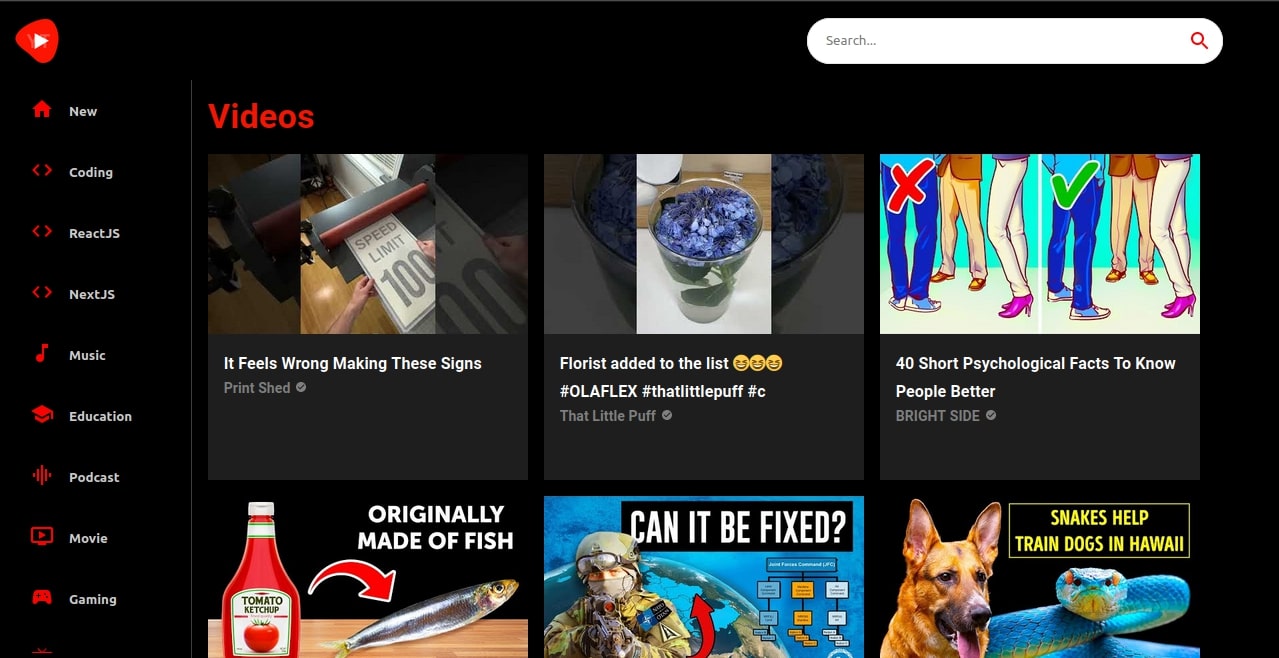 Search...
New
Coding
ReactJS
NextJS
Music
Education
Podcast
Movie
Gaming
Videos
SPEED
LIMIT
100
It Feels Wrong Making These Signs
Print Shed
Florist added to the list 😆😆😆
#OLAFLEX #thatlittlepuff #c
That Little Puff
40 Short Psychological Facts To Know
People Better
BRIGHT SIDE
ORIGINALLY
MADE OF FISH
TOMATO
KETCHUP
CAN IT BE FIXED?
Joint Forces Command (JFC)
SNAKES HELP
TRAIN DOGS IN HAWAII